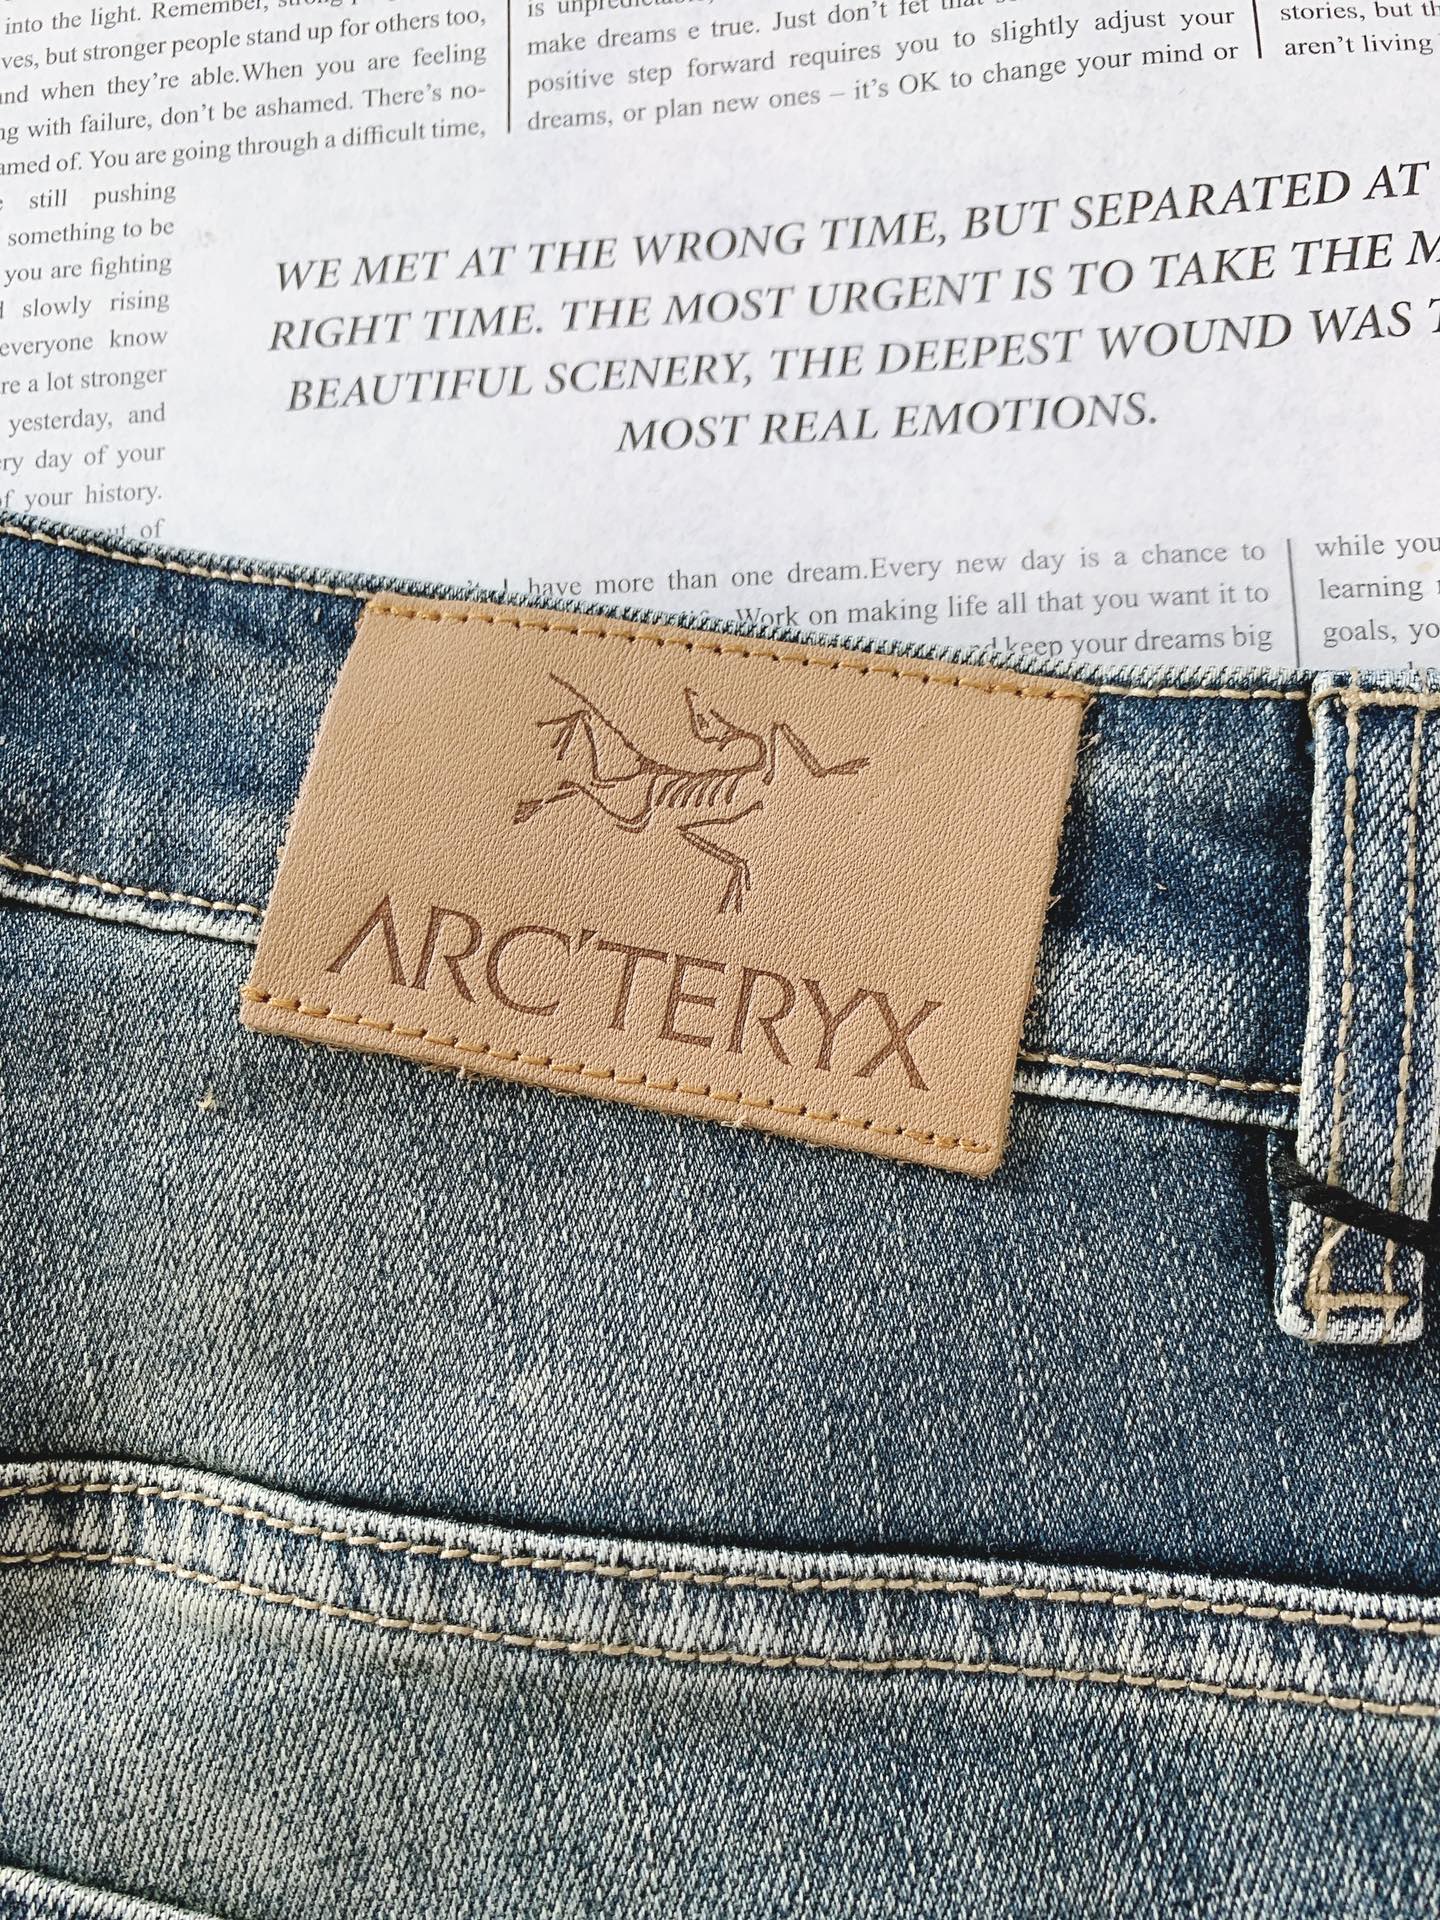 into the light. Remember,
ves, but stronger people stand up for others too,
and when they're able.When you are feeling
ng with failure, don't be ashamed. There's no-
amed of. You are going through a difficult time,
still pushing
something to be
you are fighting
slowly rising
everyone know
re a lot stronger
yesterday, and
ry day of your
of your history.
out of
is
make dreams e true. Just don't let that
positive step forward requires you to slightly adjust your
dreams, or plan new ones – it's OK to change your mind or
stories, but th
aren't living
WE MET AT THE WRONG TIME, BUT SEPARATED AT
RIGHT TIME. THE MOST URGENT IS TO TAKE THE M
BEAUTIFUL SCENERY, THE DEEPEST WOUND WAS T
MOST REAL EMOTIONS.
have more than one dream.Every new day is a chance to
Work on making life all that you want it to
keep your dreams big
while you
learning
goals, yo
ARC'TERYX